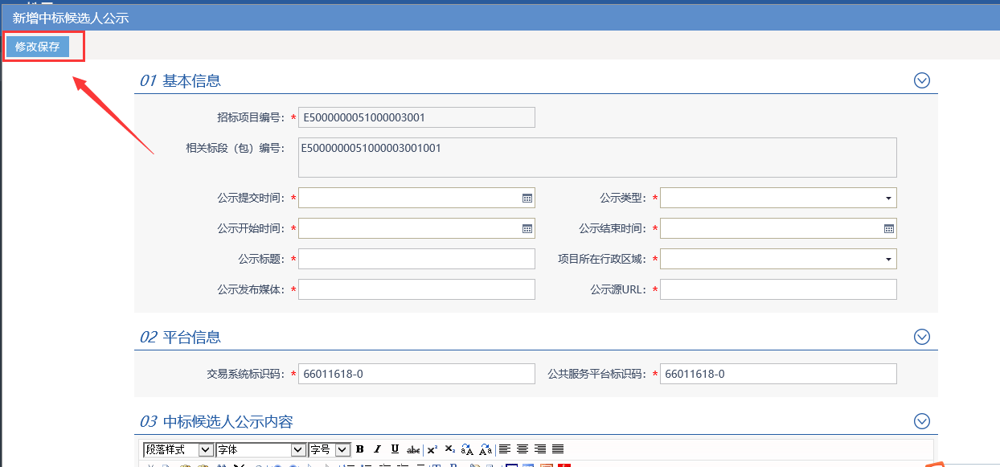 新增中标候选人公示
修改保存
01 基本信息
招标项目编号: * E5000000051000003001
相关标段（包）编号: E5000000051000003001001
公示提交时间: * 公示类型: *
公示开始时间: * 公示结束时间: *
公示标题: * 项目所在行政区域: *
公示发布媒体: * 公示源URL: *
02 平台信息
交易系统标识码: * 66011618-0 公共服务平台标识码: * 66011618-0
03 中标候选人公示内容
段落样式 字体 字号 B I U abc x² x₂ aA Aa